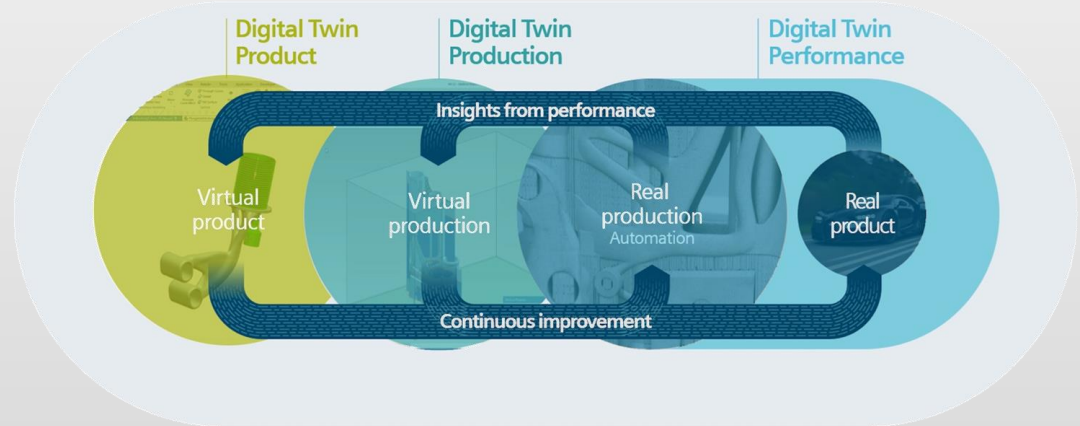 Digital Twin
Product
Digital Twin
Production
Digital Twin
Performance
Insights from performance
Virtual
product
Virtual
production
Real
production
Automation
Real
product
Continuous improvement